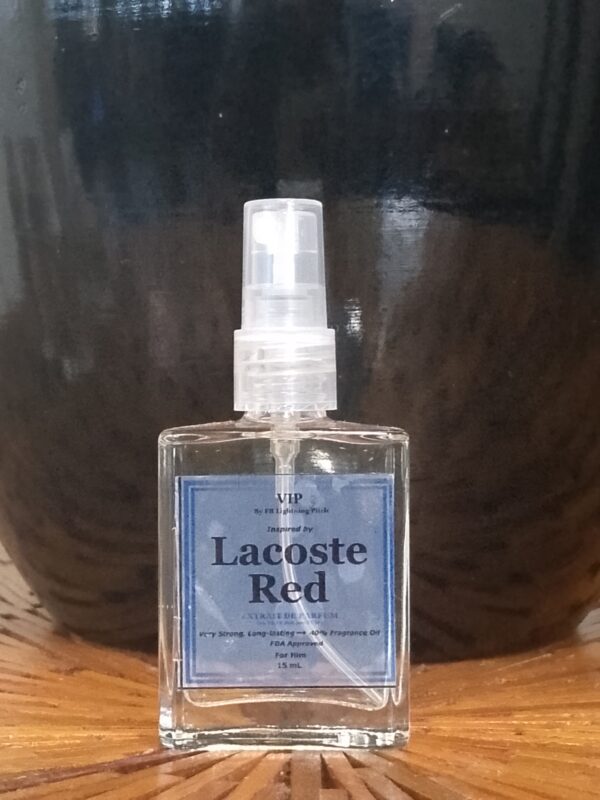 VIP
By FB Lightning Pitch
Inspired by
Lacoste
Red
EXTRAIT DE PARFUM
Very Strong, Long-lasting 40% Fragrance Oil
FDA Approved
For Him
15 mL